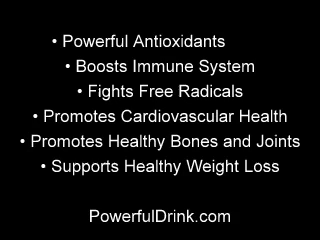 • Powerful Antioxidants
• Boosts Immune System
• Fights Free Radicals
• Promotes Cardiovascular Health
• Promotes Healthy Bones and Joints
• Supports Healthy Weight Loss
PowerfulDrink.com